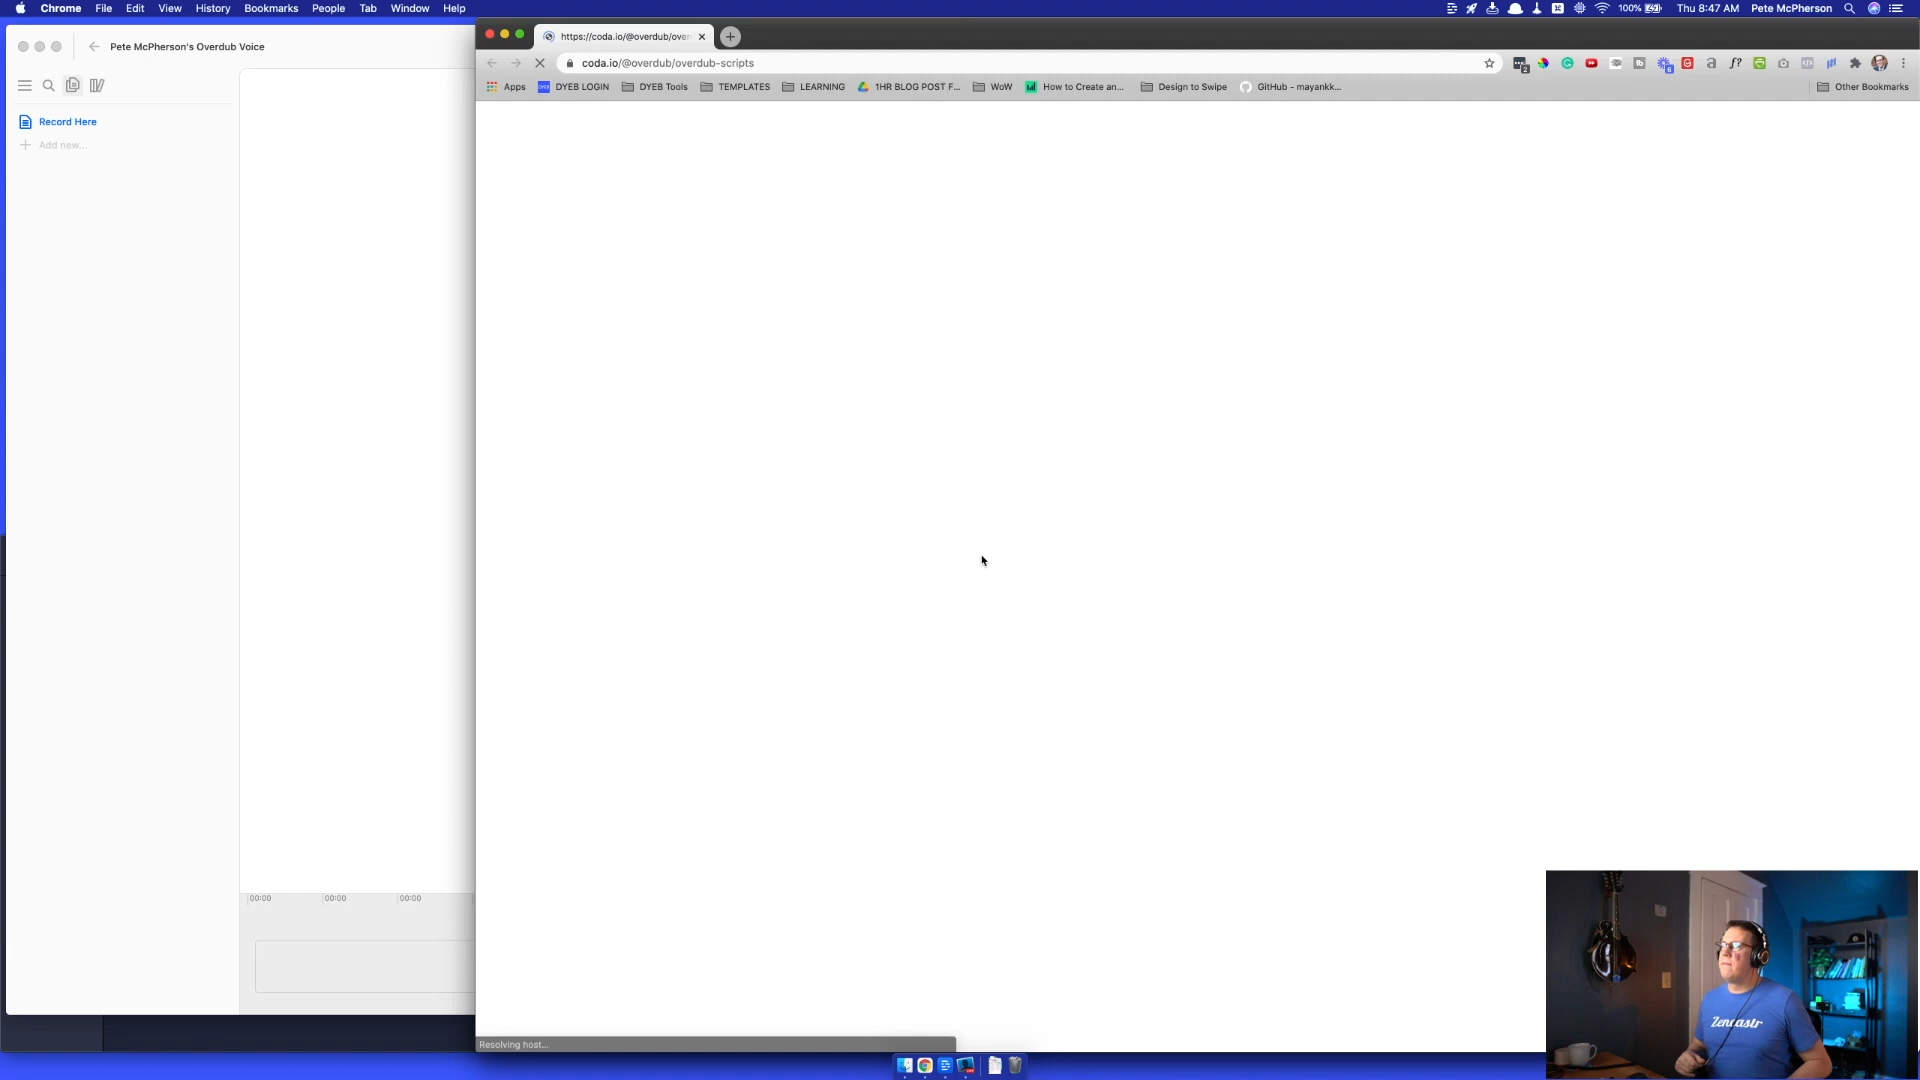 Chrome File Edit View History Bookmarks People Tab Window Help
100% Thu 8:47 AM Pete McPherson
Pete McPherson's Overdub Voice
Record Here
Add new...
00:00 00:00 00:00
https://coda.io/@overdub/over
coda.io/@overdub/overdub-scripts
Apps DYEB LOGIN DYEB Tools TEMPLATES LEARNING 1HR BLOG POST F... WoW How to Create an... Design to Swipe GitHub - mayankk... Other Bookmarks
Resolving host...
Zencastr